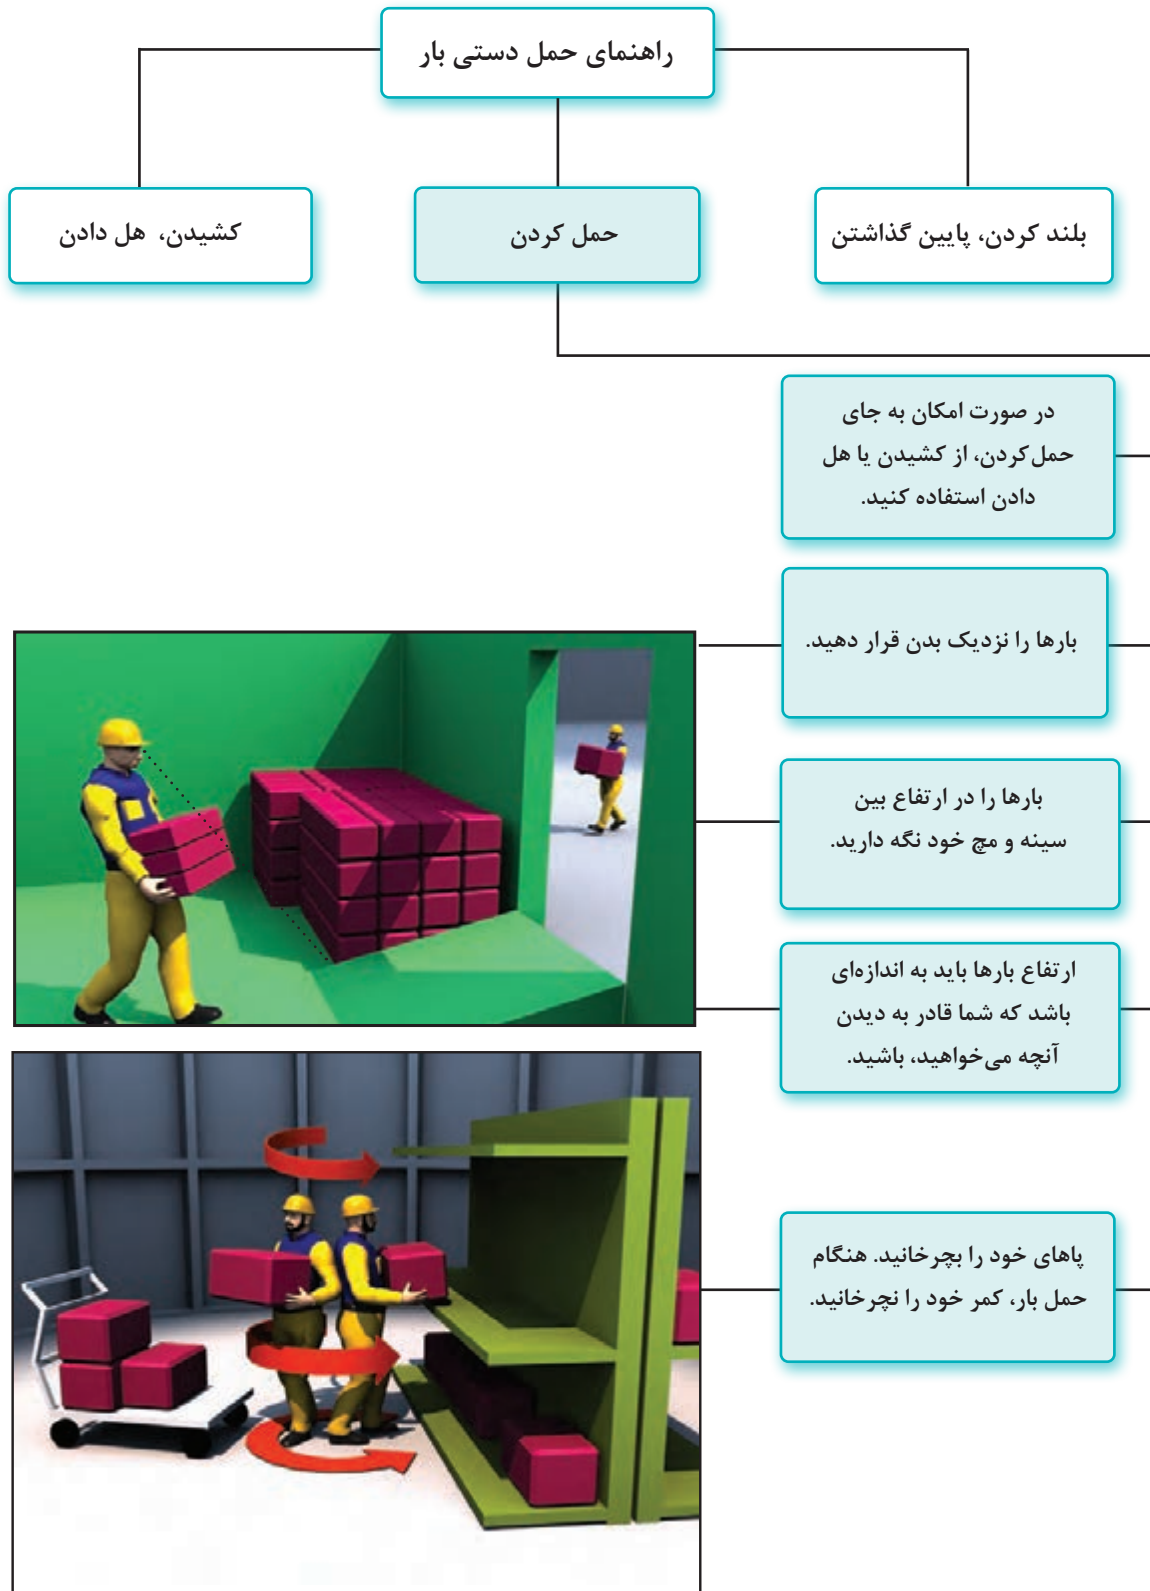 راهنمای حمل دستی بار
بلند کردن، پایین گذاشتن
حمل کردن
کشیدن، هل دادن
در صورت امکان به جای
حمل‌کردن، از کشیدن یا هل
دادن استفاده کنید.
بارها را نزدیک بدن قرار دهید.
بارها را در ارتفاع بین
سینه و مچ خود نگه دارید.
ارتفاع بارها باید به اندازه‌ای
باشد که شما قادر به دیدن
آنچه می‌خواهید، باشید.
پاهای خود را بچرخانید. هنگام
حمل بار، کمر خود را نچرخانید.